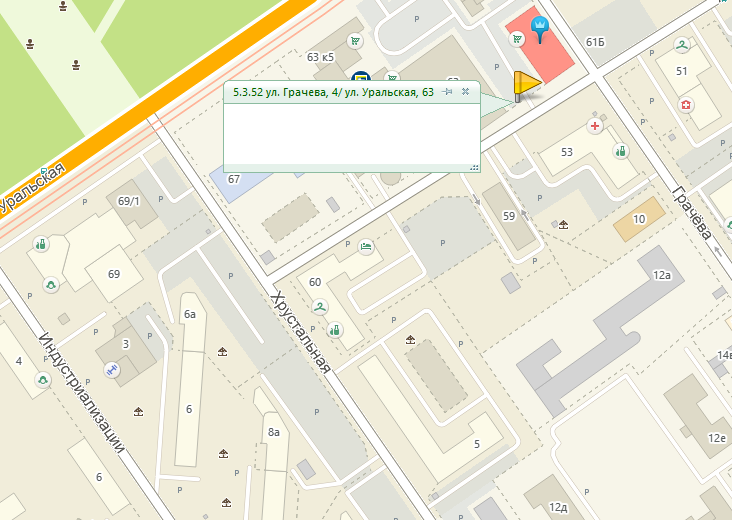 P
63 к5
61Б
51
5.3.52 ул. Грачева, 4/ ул. Уральская, 63
P
53
67
Уральская
69/1
59
10
Грачёва
69
60
12а
6а
Хрустальная
3
Индустриализации
4
14в
6
8а
5
12е
6
12д